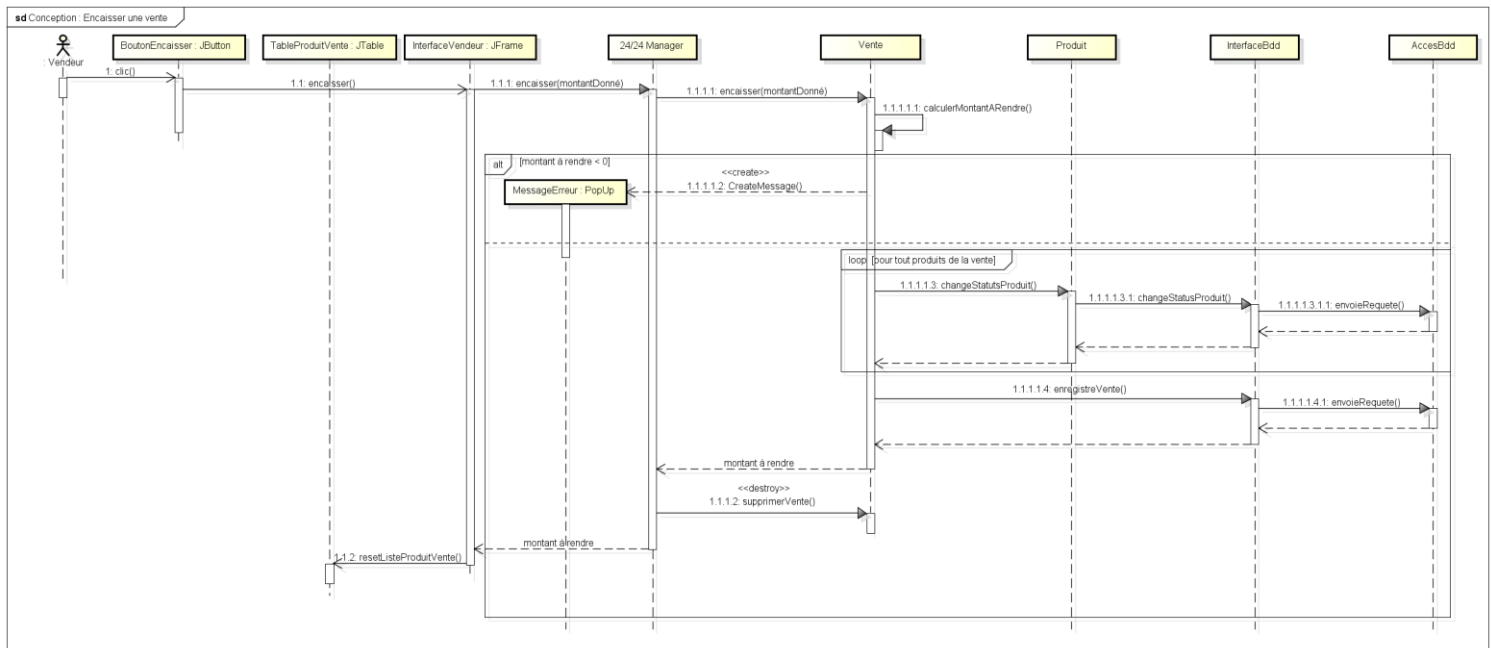 sd Conception : Encaisser une vente
BoutonEncaisser : JButton
TableProduitVente : JTable
InterfaceVendeur : JFrame
24/24 Manager
Vente
Produit
InterfaceBdd
AccesBdd
: Vendeur
1: clic()
1.1: encaisser()
1.1.1: encaisser(montantDonné)
1.1.1.1: encaisser(montantDonné)
1.1.1.1.1: calculerMontantARendre()
alt
[montant à rendre < 0]
<<create>>
1.1.1.1.2: CreateMessage()
MessageErreur : PopUp
loop
[pour tout produits de la vente]
1.1.1.1.3: changeStatutsProduit()
1.1.1.1.3.1: changeStatusProduit()
1.1.1.1.3.1.1: envoieRequete()
1.1.1.1.4: enregistreVente()
1.1.1.1.4.1: envoieRequete()
montant à rendre
<<destroy>>
1.1.1.2: supprimerVente()
montant à rendre
1.1.2: resetListeProduitVente()